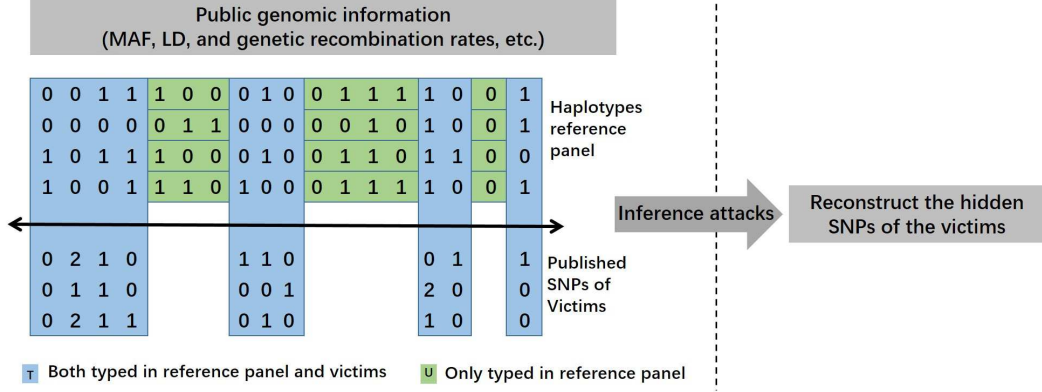 Public genomic information
(MAF, LD, and genetic recombination rates, etc.)
0 0 1 1 1 0 0 0 1 0 0 1 1 1 1 0 0 1
0 0 0 0 0 1 1 0 0 0 0 0 1 0 1 0 0 1
1 0 1 1 1 0 0 0 0 0 0 1 1 0 1 1 0 0
1 0 0 1 1 1 0 1 0 0 0 1 1 1 1 0 0 1
Haplotypes
reference
panel
0 2 1 0 1 1 0 0 1 1
0 1 1 0 0 0 1 2 0 0
0 2 1 1 0 1 0 1 0 0
Published
SNPs of
Victims
T Both typed in reference panel and victims
U Only typed in reference panel
Inference attacks
Reconstruct the hidden
SNPs of the victims